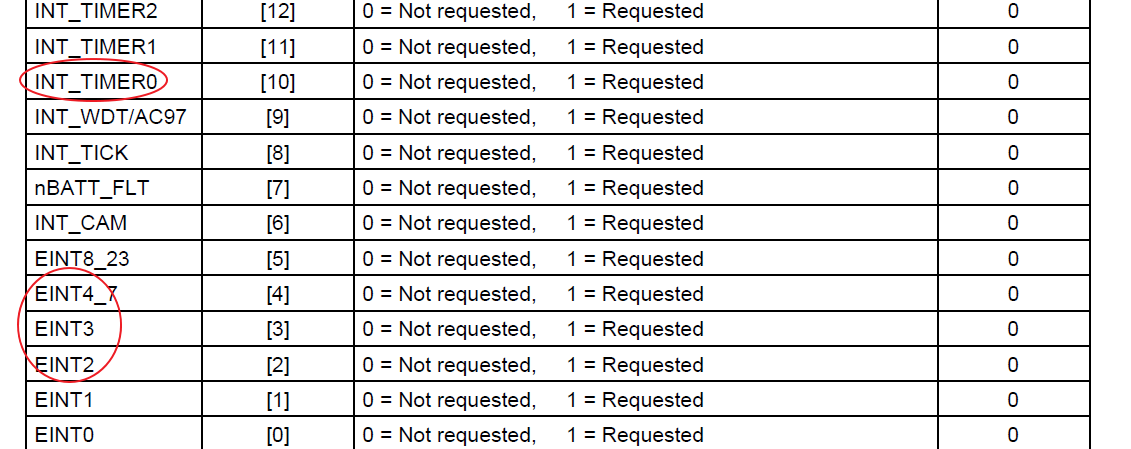 INT_TIMER2 [12] 0 = Not requested, 1 = Requested 0
INT_TIMER1 [11] 0 = Not requested, 1 = Requested 0
INT_TIMER0 [10] 0 = Not requested, 1 = Requested 0
INT_WDT/AC97 [9] 0 = Not requested, 1 = Requested 0
INT_TICK [8] 0 = Not requested, 1 = Requested 0
nBATT_FLT [7] 0 = Not requested, 1 = Requested 0
INT_CAM [6] 0 = Not requested, 1 = Requested 0
EINT8_23 [5] 0 = Not requested, 1 = Requested 0
EINT4_7 [4] 0 = Not requested, 1 = Requested 0
EINT3 [3] 0 = Not requested, 1 = Requested 0
EINT2 [2] 0 = Not requested, 1 = Requested 0
EINT1 [1] 0 = Not requested, 1 = Requested 0
EINT0 [0] 0 = Not requested, 1 = Requested 0